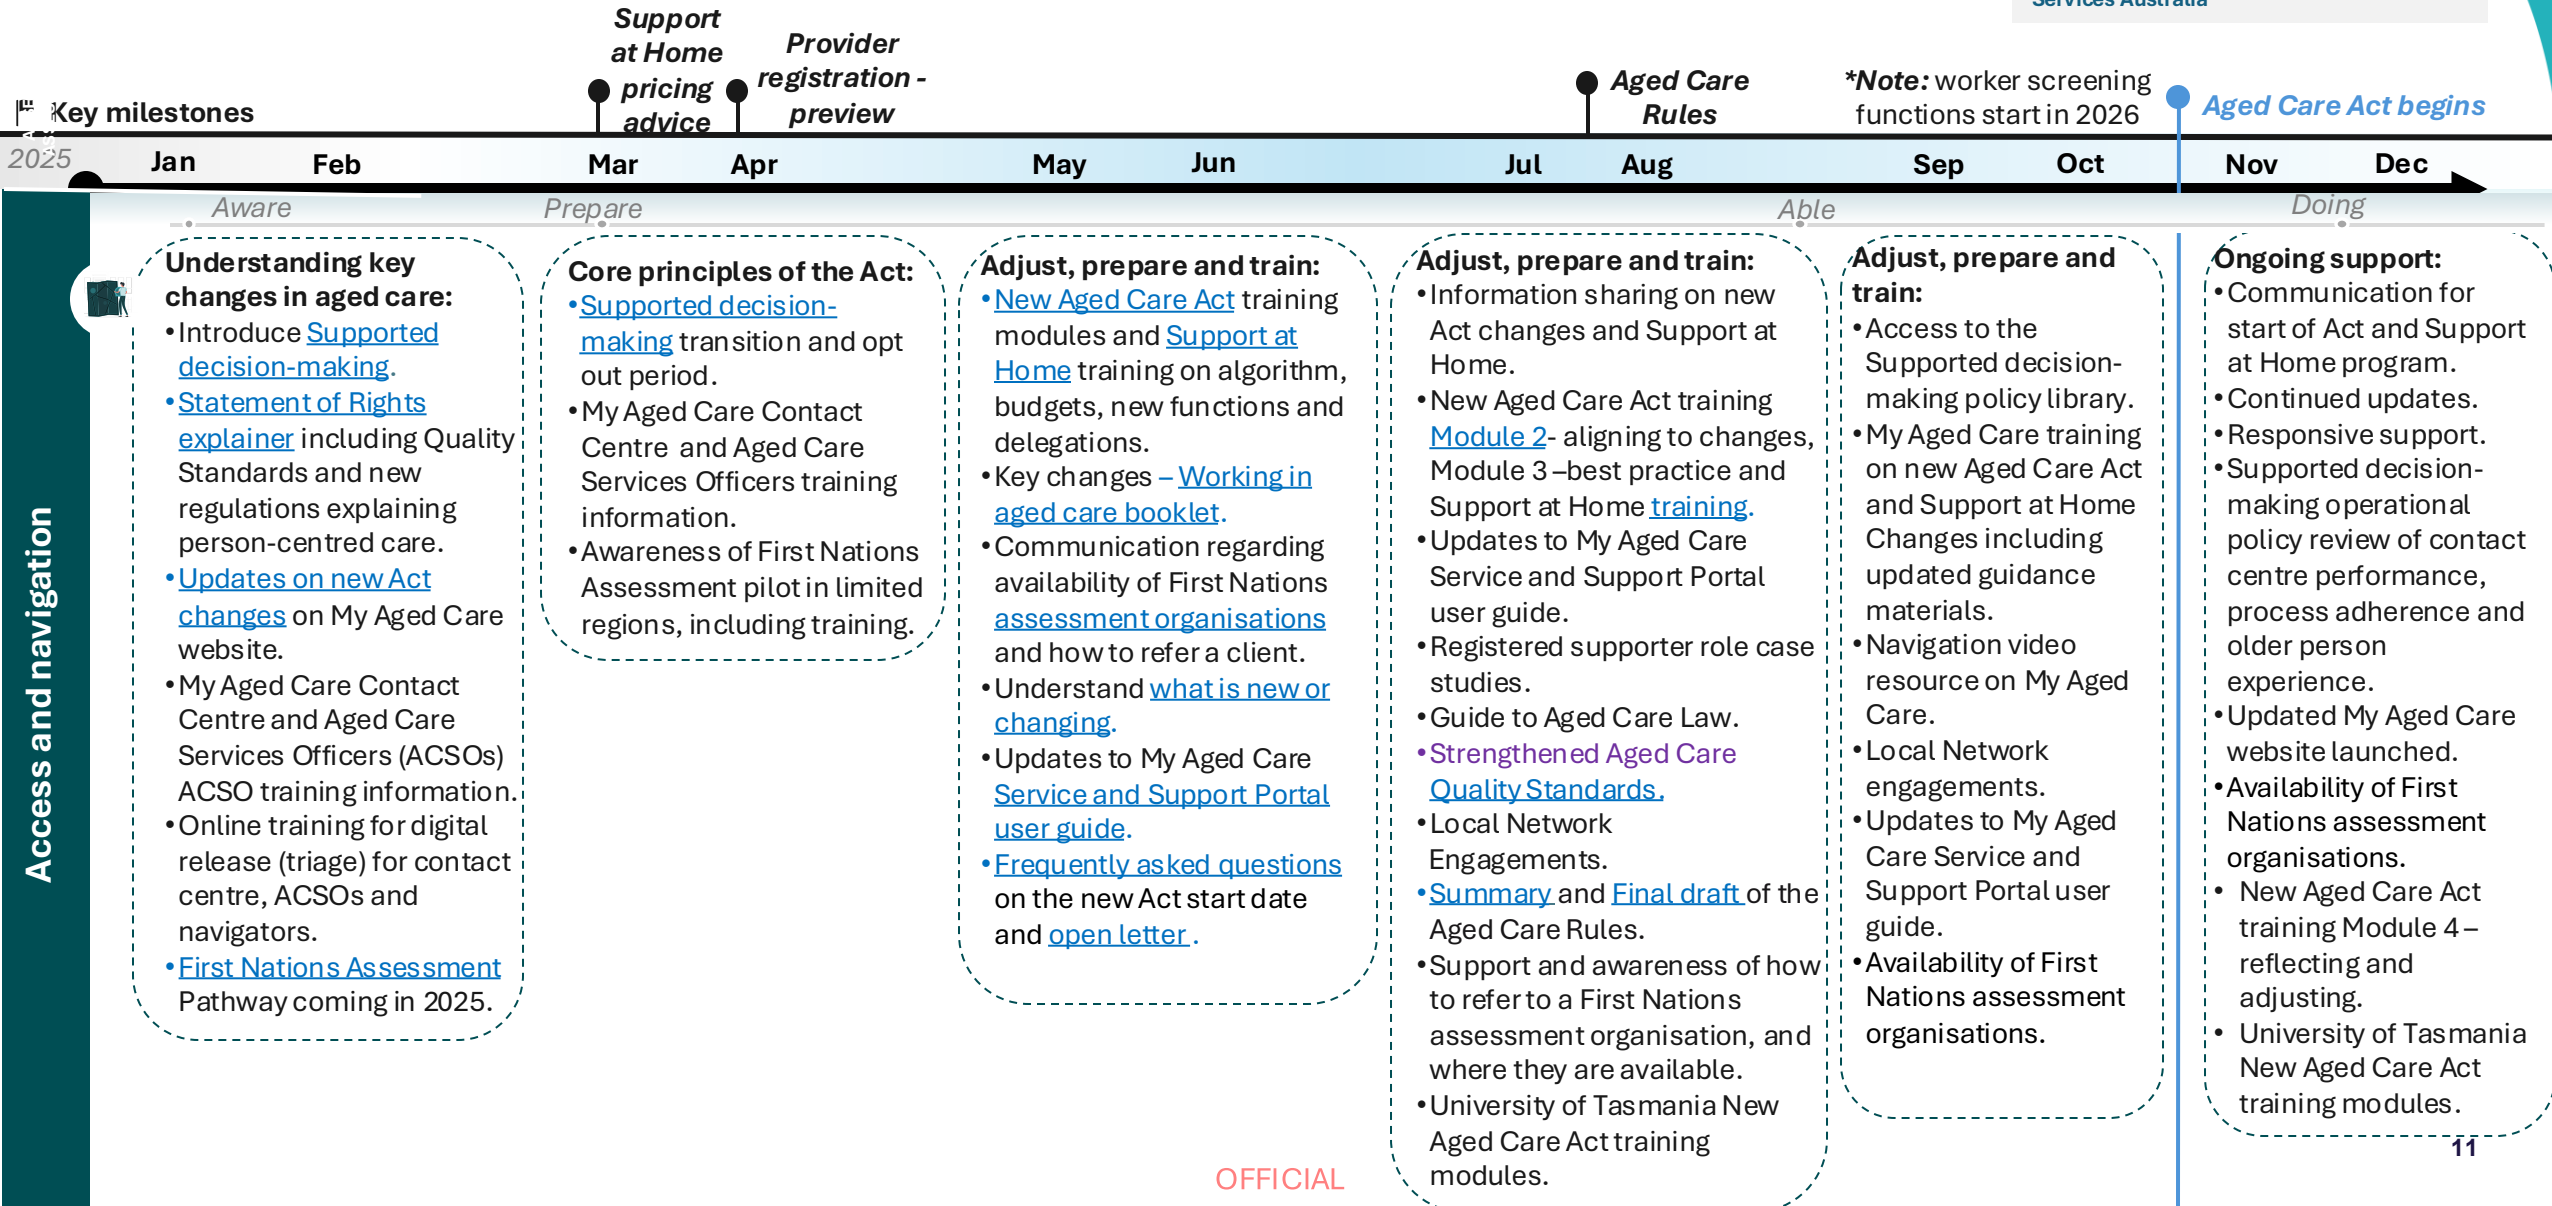 Services Australia
Support
at Home
pricing
advice
Provider
registration -
preview
Aged Care
Rules
*Note: worker screening
functions start in 2026
Aged Care Act begins
Key milestones
2025
Jan
Feb
Mar
Apr
May
Jun
Jul
Aug
Sep
Oct
Nov
Dec
Aware
Prepare
Able
Doing
Access and navigation
Understanding key
changes in aged care:
•Introduce Supported
decision-making.
•Statement of Rights
explainer including Quality
Standards and new
regulations explaining
person-centred care.
•Updates on new Act
changes on My Aged Care
website.
•My Aged Care Contact
Centre and Aged Care
Services Officers (ACSOs)
ACSO training information.
•Online training for digital
release (triage) for contact
centre, ACSOs and
navigators.
•First Nations Assessment
Pathway coming in 2025.
Core principles of the Act:
•Supported decision-
making transition and opt
out period.
•My Aged Care Contact
Centre and Aged Care
Services Officers training
information.
•Awareness of First Nations
Assessment pilot in limited
regions, including training.
Adjust, prepare and train:
•New Aged Care Act training
modules and Support at
Home training on algorithm,
budgets, new functions and
delegations.
•Key changes – Working in
aged care booklet.
•Communication regarding
availability of First Nations
assessment organisations
and how to refer a client.
•Understand what is new or
changing.
•Updates to My Aged Care
Service and Support Portal
user guide.
•Frequently asked questions
on the new Act start date
and open letter .
Adjust, prepare and train:
•Information sharing on new
Act changes and Support at
Home.
•New Aged Care Act training
Module 2- aligning to changes,
Module 3 –best practice and
Support at Home training.
•Updates to My Aged Care
Service and Support Portal
user guide.
•Registered supporter role case
studies.
•Guide to Aged Care Law.
•Strengthened Aged Care
Quality Standards.
•Local Network
Engagements.
•Summary and Final draft of the
Aged Care Rules.
•Support and awareness of how
to refer to a First Nations
assessment organisation, and
where they are available.
•University of Tasmania New
Aged Care Act training
modules.
Adjust, prepare and
train:
•Access to the
Supported decision-
making policy library.
•My Aged Care training
on new Aged Care Act
and Support at Home
Changes including
updated guidance
materials.
•Navigation video
resource on My Aged
Care.
•Local Network
engagements.
•Updates to My Aged
Care Service and
Support Portal user
guide.
•Availability of First
Nations assessment
organisations.
Ongoing support:
•Communication for
start of Act and Support
at Home program.
•Continued updates.
•Responsive support.
•Supported decision-
making operational
policy review of contact
centre performance,
process adherence and
older person
experience.
•Updated My Aged Care
website launched.
•Availability of First
Nations assessment
organisations.
• New Aged Care Act
training Module 4 –
reflecting and
adjusting.
• University of Tasmania
New Aged Care Act
training modules.
11
OFFICIAL